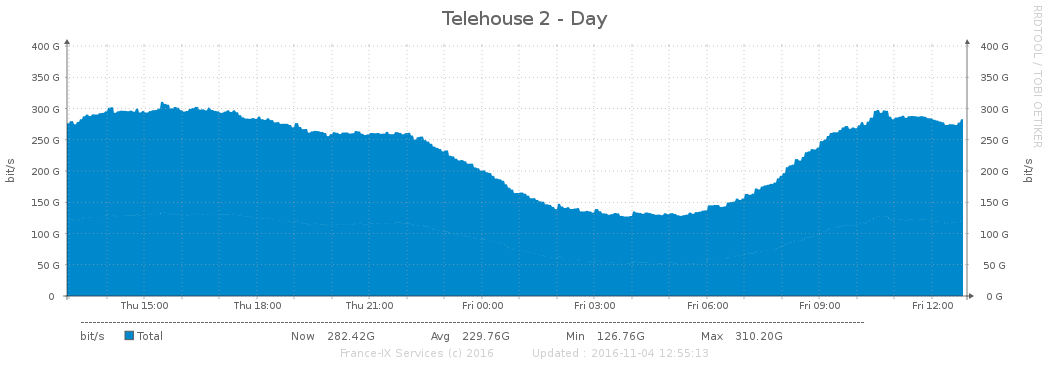 Telehouse 2 - Day
RRDTOOL / TOBI OETIKER
bit/s
400 G
350 G
300 G
250 G
200 G
150 G
100 G
50 G
0
400 G
350 G
300 G
250 G
200 G
150 G
100 G
50 G
0 G
bit/s
Thu 15:00 Thu 18:00 Thu 21:00 Fri 00:00 Fri 03:00 Fri 06:00 Fri 09:00 Fri 12:00
bit/s Total Now 282.42G Avg 229.76G Min 126.76G Max 310.20G
France-IX Services (c) 2016 Updated : 2016-11-04 12:55:13